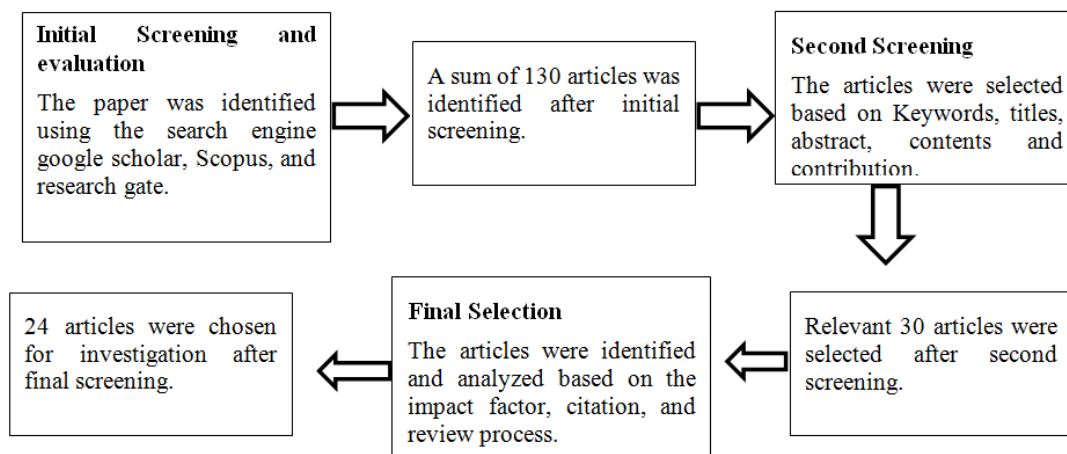 Initial Screening and
evaluation
The paper was identified
using the search engine
google scholar, Scopus, and
research gate.
A sum of 130 articles was
identified after initial
screening.
Second Screening
The articles were selected
based on Keywords, titles,
abstract, contents and
contribution.
Relevant 30 articles were
selected after second
screening.
Final Selection
The articles were identified
and analyzed based on the
impact factor, citation, and
review process.
24 articles were chosen
for investigation after
final screening.